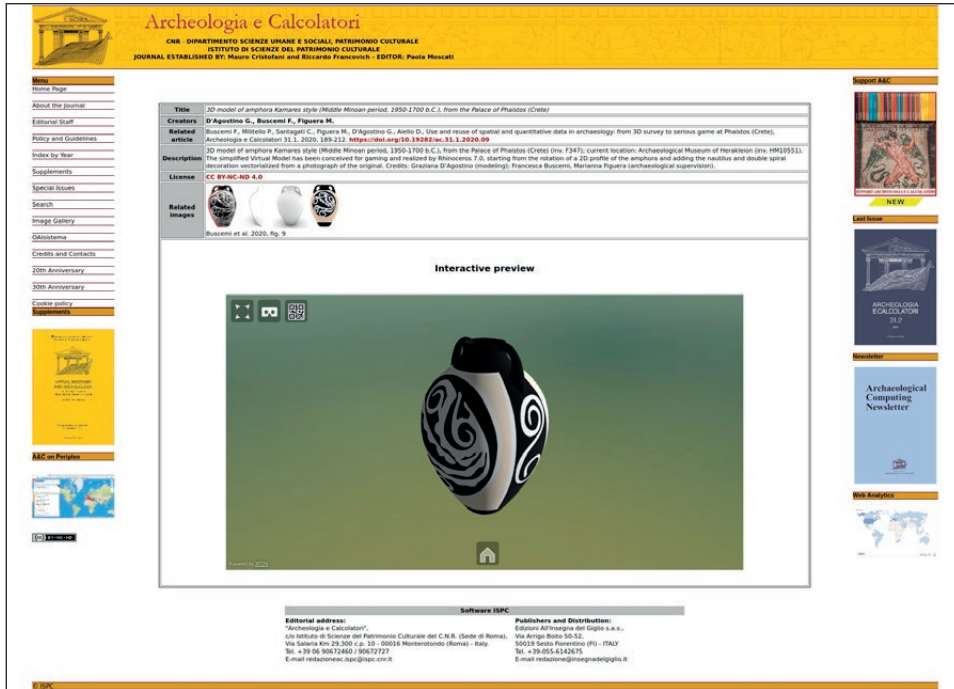 Archeologia e Calcolatori
CNR - DIPARTIMENTO SCIENZE UMANE E SOCIALI, PATRIMONIO CULTURALE
ISTITUTO DI SCIENZE DEL PATRIMONIO CULTURALE
JOURNAL ESTABLISHED BY: Mauro Cristofani and Riccardo Francovich - EDITOR: Paola Moscati
Menu
Home Page
About the Journal
Editorial Staff
Policy and Guidelines
Index by Year
Supplements
Special Issues
Search
Image Gallery
OAIsistema
Credits and Contacts
20th Anniversary
30th Anniversary
Cookie policy
Supplements
A&C on Peripleo
BY-NC-ND
Title 3D model of amphora Kamares style (Middle Minoan period, 1950-1700 b.C.), from the Palace of Phaistos (Crete)
Creators D'Agostino G., Buscemi F., Figuera M.
Related article Buscemi F., Militello P., Santagati C., Figuera M., D'Agostino G., Aiello D., Use and reuse of spatial and quantitative data in archaeology: from 3D survey to serious game at Phaistos (Crete),
Archeologia e Calcolatori 31.1, 2020, 189-212. https://doi.org/10.19282/ac.31.1.2020.09
Description 3D model of amphora Kamares style (Middle Minoan period, 1950-1700 b.C.), from the Palace of Phaistos (Crete) (inv. F347); current location: Archaeological Museum of Herakleion (inv. HM10551).
The simplified Virtual Model has been conceived for gaming and realized by Rhinoceros 7.0, starting from the rotation of a 2D profile of the amphora and adding the nautilus and double spiral
decoration vectorialized from a photograph of the original. Credits: Graziana D'Agostino (modeling); Francesca Buscemi, Marianna Figuera (archaeological supervision).
License CC BY-NC-ND 4.0
Related images
Buscemi et al. 2020, fig. 9
Interactive preview
Powered by ATON
Support A&C
SUPPORT ARCHEOLOGIA E CALCOLATORI
NEW
Last Issue
ARCHEOLOGIA
E CALCOLATORI
31.2
Newsletter
Archaeological
Computing
Newsletter
Web Analytics
Software ISPC
Editorial address:
"Archeologia e Calcolatori",
c/o Istituto di Scienze del Patrimonio Culturale del C.N.R. (Sede di Roma),
Via Salaria Km 29,300 c.p. 10 - 00016 Monterotondo (Roma) - Italy.
Tel. +39 06 90672460 / 90672727
E-mail redazioneac.ispc@ispc.cnr.it
Publishers and Distribution:
Edizioni All'Insegna del Giglio s.a.s.,
Via Arrigo Boito 50-52,
50019 Sesto Fiorentino (FI) - ITALY
Tel. +39-055-6142675
E-mail redazione@insegnadelgiglio.it
© ISPC